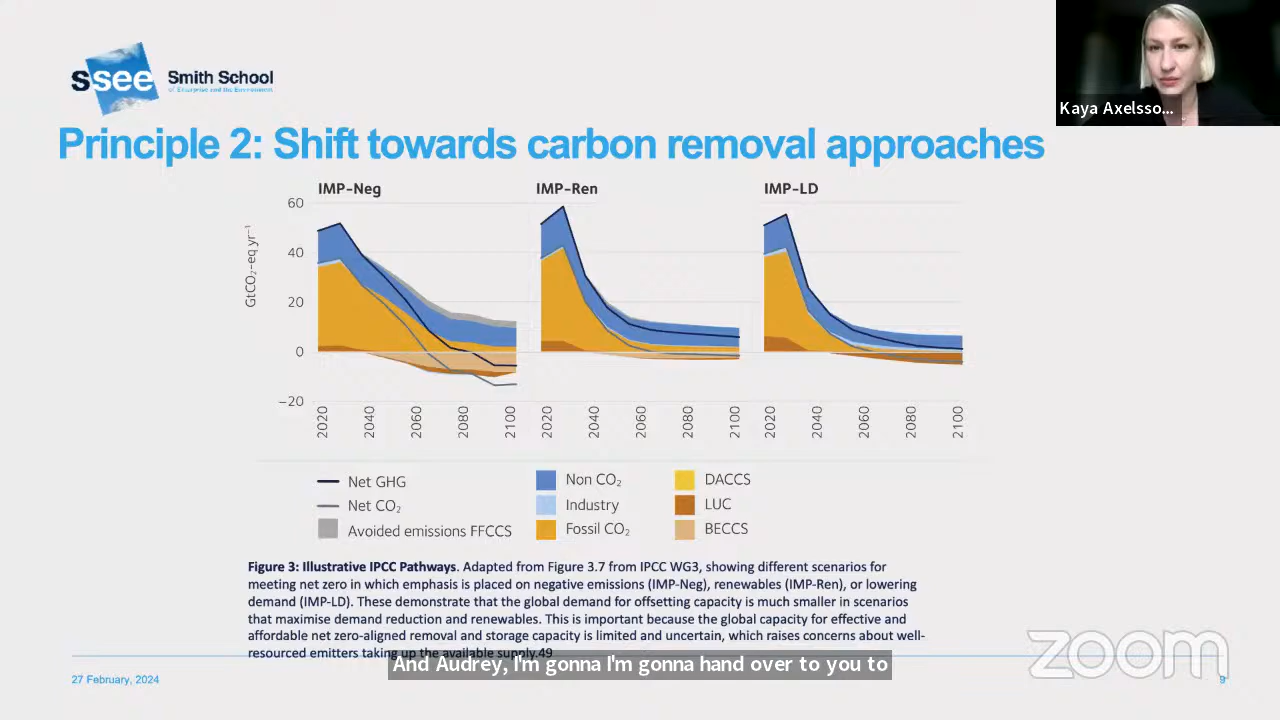 ssee
Smith School
of Enterprise and the Environment
Kaya Axelsso...
Principle 2: Shift towards carbon removal approaches
IMP-Neg IMP-Ren IMP-LD
GtCO₂-eq yr⁻¹
60
40
20
0
−20
2020 2040 2060 2080 2100 2020 2040 2060 2080 2100 2020 2040 2060 2080 2100
Net GHG Non CO₂ DACCS
Net CO₂ Industry LUC
Avoided emissions FFCCS Fossil CO₂ BECCS
Figure 3: Illustrative IPCC Pathways. Adapted from Figure 3.7 from IPCC WG3, showing different scenarios for
meeting net zero in which emphasis is placed on negative emissions (IMP-Neg), renewables (IMP-Ren), or lowering
demand (IMP-LD). These demonstrate that the global demand for offsetting capacity is much smaller in scenarios
that maximise demand reduction and renewables. This is important because the global capacity for effective and
affordable net zero-aligned removal and storage capacity is limited and uncertain, which raises concerns about well-
resourced emitters taking up the available supply.49
And Audrey, I'm gonna I'm gonna hand over to you to
zoom
27 February, 2024
9